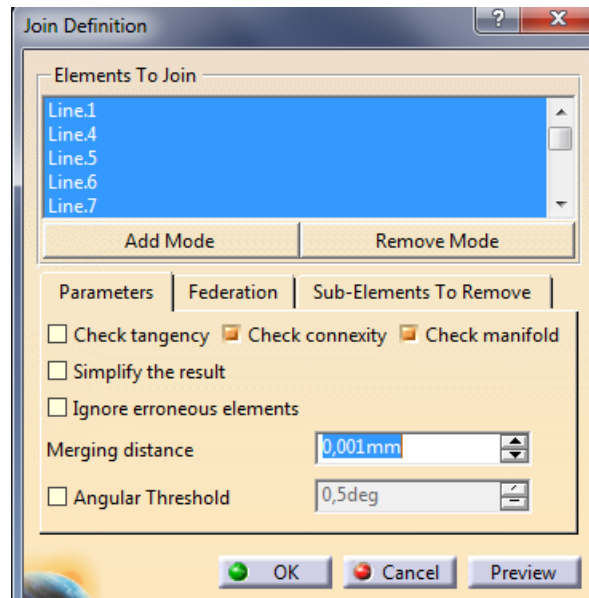 Join Definition
?
X
Elements To Join
Line.1
Line.4
Line.5
Line.6
Line.7
Add Mode Remove Mode
Parameters Federation Sub-Elements To Remove
Check tangency Check connexity Check manifold
Simplify the result
Ignore erroneous elements
Merging distance 0,001mm
Angular Threshold 0,5deg
OK Cancel Preview